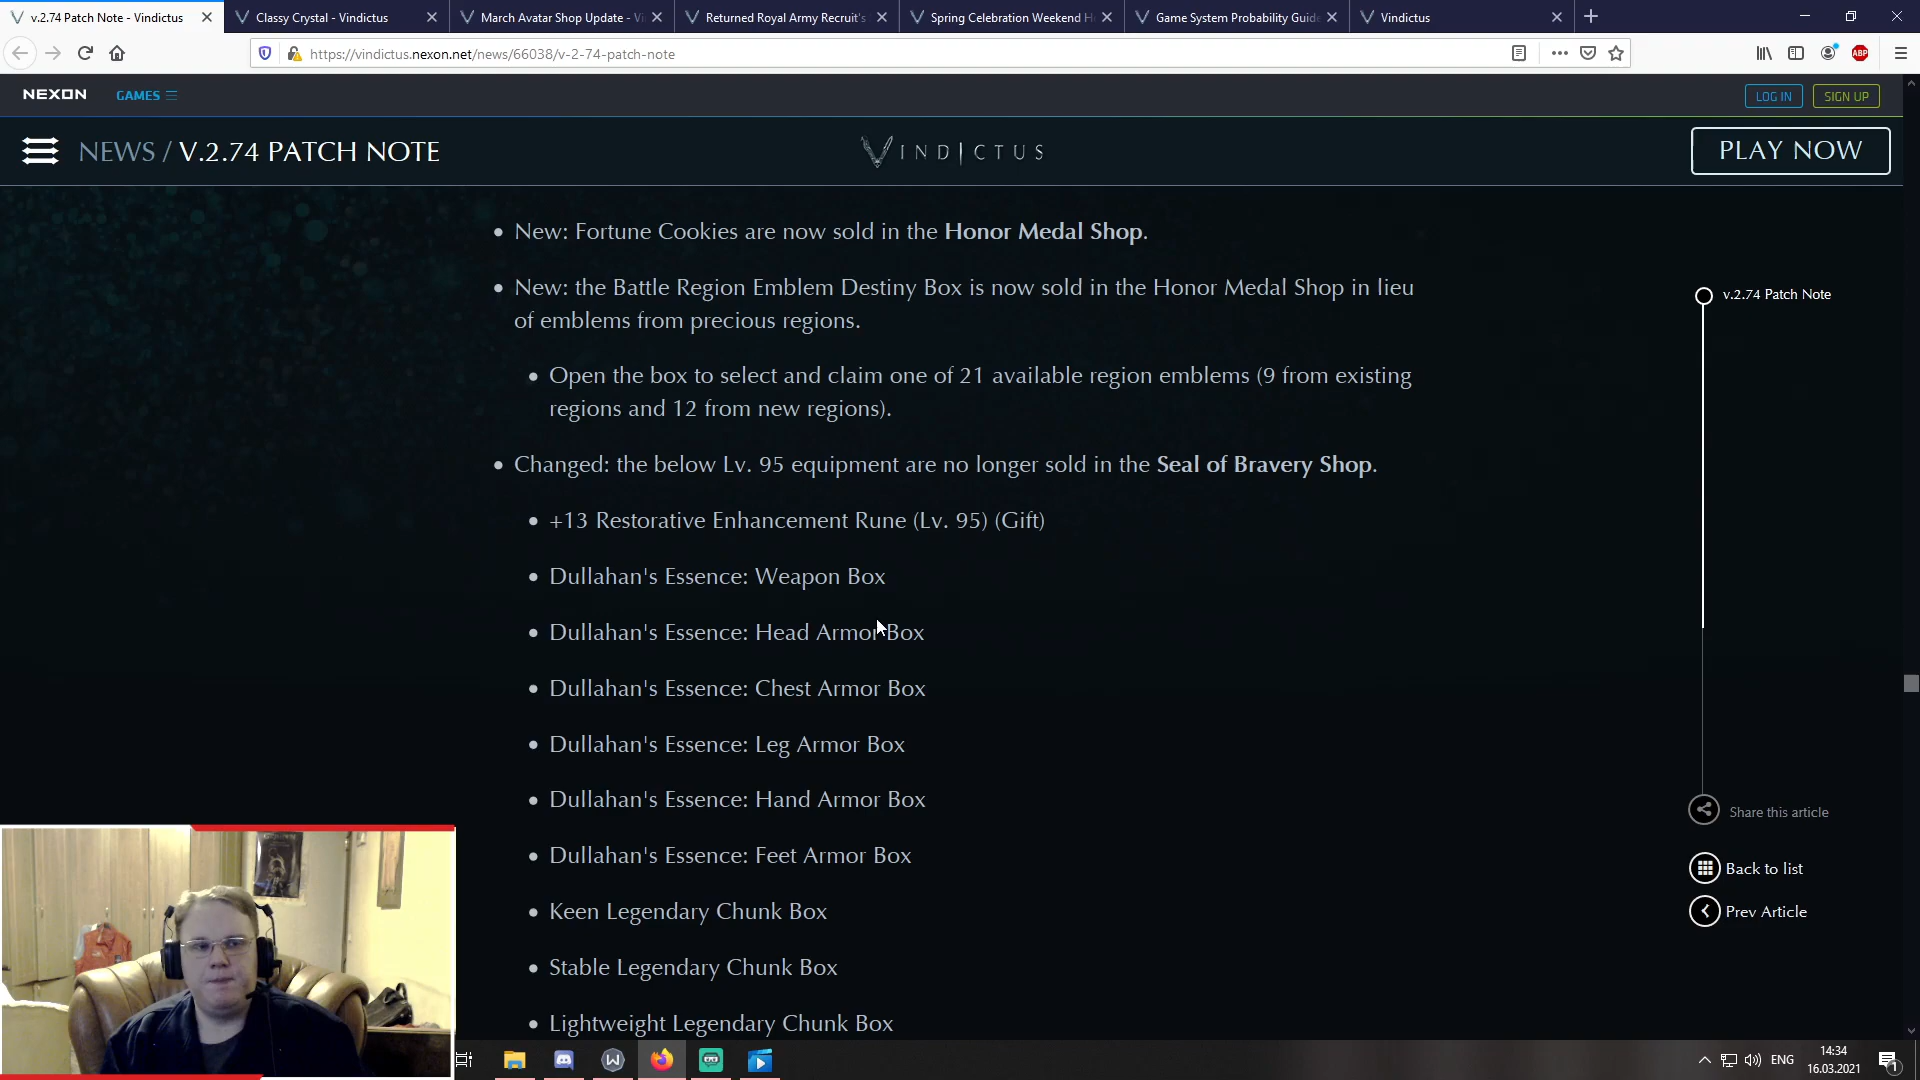 v.2.74 Patch Note - Vindictus
Classy Crystal - Vindictus
March Avatar Shop Update - Vi
Returned Royal Army Recruit's
Spring Celebration Weekend H
Game System Probability Guide
Vindictus
https://vindictus.nexon.net/news/66038/v-2-74-patch-note
ABP
NEXON
GAMES
LOG IN
SIGN UP
NEWS / V.2.74 PATCH NOTE
VINDICTUS
PLAY NOW
New: Fortune Cookies are now sold in the Honor Medal Shop.
New: the Battle Region Emblem Destiny Box is now sold in the Honor Medal Shop in lieu
of emblems from precious regions.
Open the box to select and claim one of 21 available region emblems (9 from existing
regions and 12 from new regions).
Changed: the below Lv. 95 equipment are no longer sold in the Seal of Bravery Shop.
+13 Restorative Enhancement Rune (Lv. 95) (Gift)
Dullahan's Essence: Weapon Box
Dullahan's Essence: Head Armor Box
Dullahan's Essence: Chest Armor Box
Dullahan's Essence: Leg Armor Box
Dullahan's Essence: Hand Armor Box
Dullahan's Essence: Feet Armor Box
Keen Legendary Chunk Box
Stable Legendary Chunk Box
Lightweight Legendary Chunk Box
v.2.74 Patch Note
Share this article
Back to list
Prev Article
ENG
14:34
16.03.2021
1